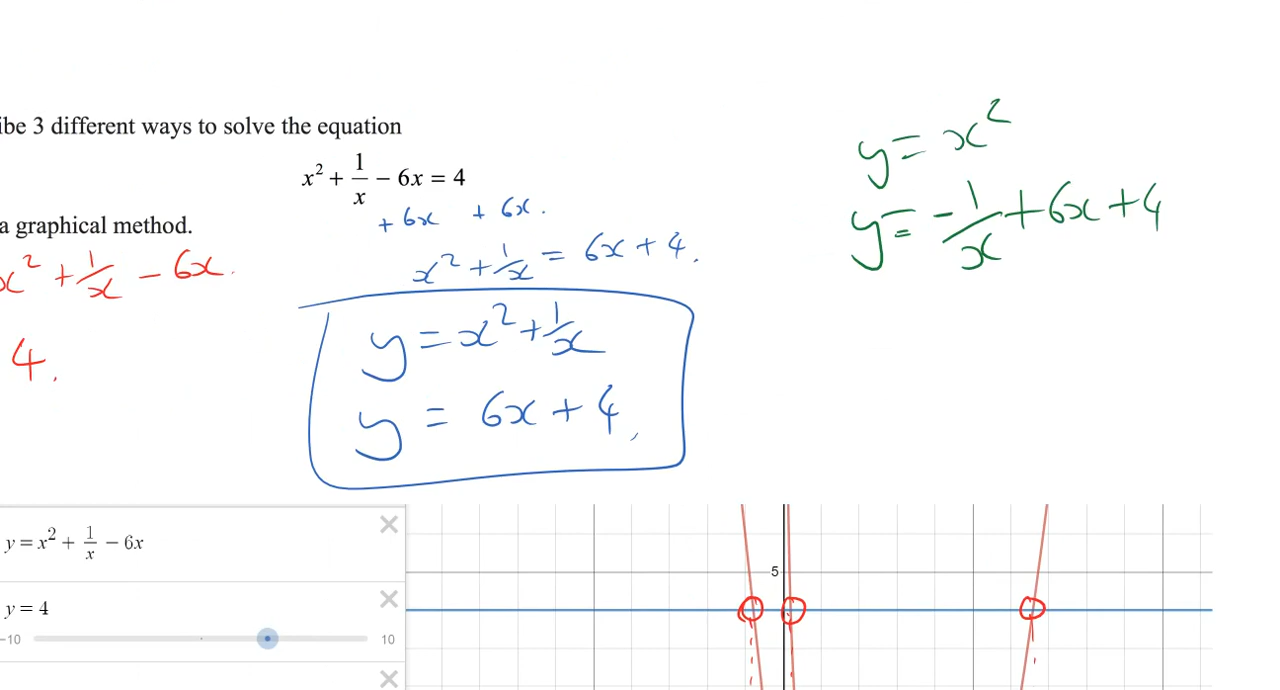 ibe 3 different ways to solve the equation
x² + 1/x − 6x = 4
a graphical method.
+ 6x + 6x.
x² + 1/x = 6x + 4.
x² + 1/x − 6x.
4.
y = x² + 1/x
y = 6x + 4,
y = x²
y = -1/x + 6x + 4
y = x² + 1/x − 6x
y = 4
−10
10
5